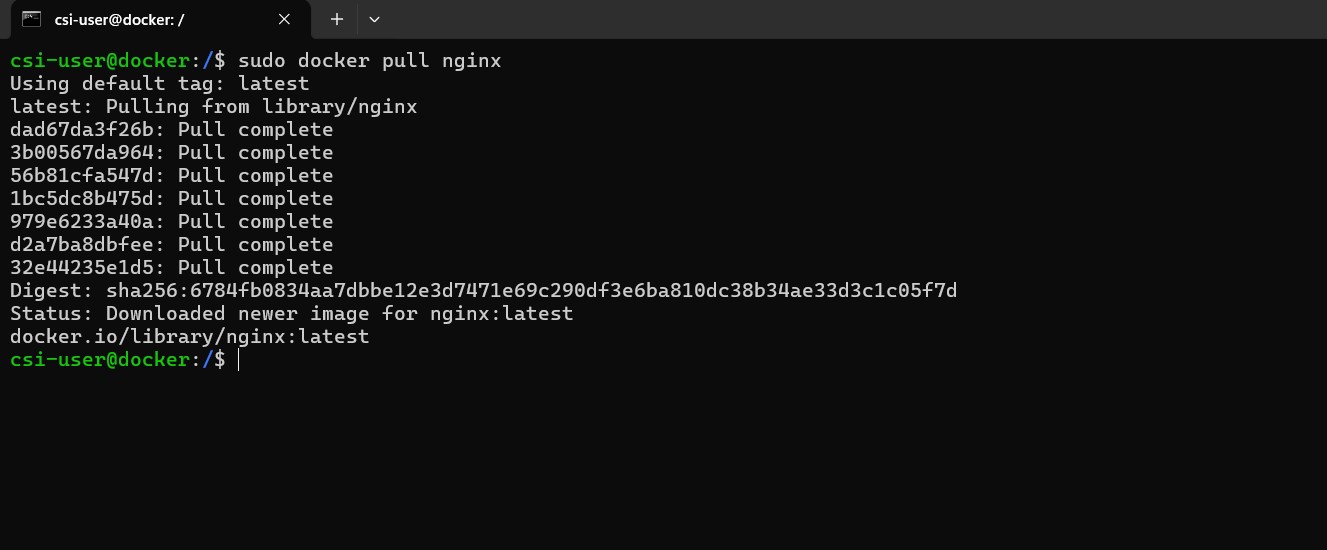 csi-user@docker: /
csi-user@docker:/$ sudo docker pull nginx
Using default tag: latest
latest: Pulling from library/nginx
dad67da3f26b: Pull complete
3b00567da964: Pull complete
56b81cfa547d: Pull complete
1bc5dc8b475d: Pull complete
979e6233a40a: Pull complete
d2a7ba8dbfee: Pull complete
32e44235e1d5: Pull complete
Digest: sha256:6784fb0834aa7dbbe12e3d7471e69c290df3e6ba810dc38b34ae33d3c1c05f7d
Status: Downloaded newer image for nginx:latest
docker.io/library/nginx:latest
csi-user@docker:/$